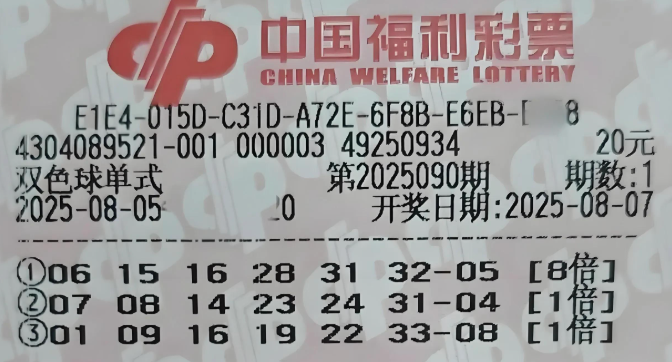 中国福利彩票
CHINA WELFARE LOTTERY
E1E4-015D-C31D-A72E-6F8B-E6EB- 8
4304089521-001 000003 49250934 20元
双色球单式 第2025090期 期数:1
2025-08-05 0 开奖日期:2025-08-07
①06 15 16 28 31 32-05 [8倍]
②07 08 14 23 24 31-04 [1倍]
③01 09 16 19 22 33-08 [1倍]